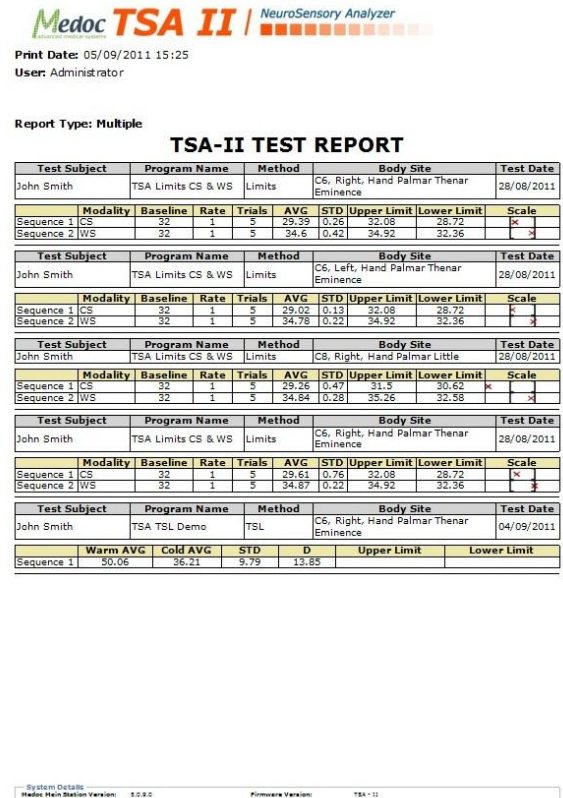 Medoc TSA II / NeuroSensory Analyzer
advanced medical systems
Print Date: 05/09/2011 15:25
User: Administrator
Report Type: Multiple
TSA-II TEST REPORT
Test Subject Program Name Method Body Site Test Date
John Smith TSA Limits CS & WS Limits C6, Right, Hand Palmar Thenar Eminence 28/08/2011
Modality Baseline Rate Trials AVG STD Upper Limit Lower Limit Scale
Sequence 1 CS 32 1 5 29.39 0.26 32.08 28.72
Sequence 2 WS 32 1 5 34.6 0.42 34.92 32.36
Test Subject Program Name Method Body Site Test Date
John Smith TSA Limits CS & WS Limits C6, Left, Hand Palmar Thenar Eminence 28/08/2011
Modality Baseline Rate Trials AVG STD Upper Limit Lower Limit Scale
Sequence 1 CS 32 1 5 29.02 0.13 32.08 28.72
Sequence 2 WS 32 1 5 34.78 0.22 34.92 32.36
Test Subject Program Name Method Body Site Test Date
John Smith TSA Limits CS & WS Limits C8, Right, Hand Palmar Little 28/08/2011
Modality Baseline Rate Trials AVG STD Upper Limit Lower Limit Scale
Sequence 1 CS 32 1 5 29.26 0.47 31.5 30.62
Sequence 2 WS 32 1 5 34.84 0.28 35.26 32.58
Test Subject Program Name Method Body Site Test Date
John Smith TSA Limits CS & WS Limits C6, Right, Hand Palmar Thenar Eminence 28/08/2011
Modality Baseline Rate Trials AVG STD Upper Limit Lower Limit Scale
Sequence 1 CS 32 1 5 29.61 0.76 32.08 28.72
Sequence 2 WS 32 1 5 34.87 0.22 34.92 32.36
Test Subject Program Name Method Body Site Test Date
John Smith TSA TSL Demo TSL C6, Right, Hand Palmar Thenar Eminence 04/09/2011
Warm AVG Cold AVG STD D Upper Limit Lower Limit
Sequence 1 50.06 36.21 9.79 13.85
System Details
Medoc Main Station Version: 5.0.9.0 Firmware Version: TSA - II